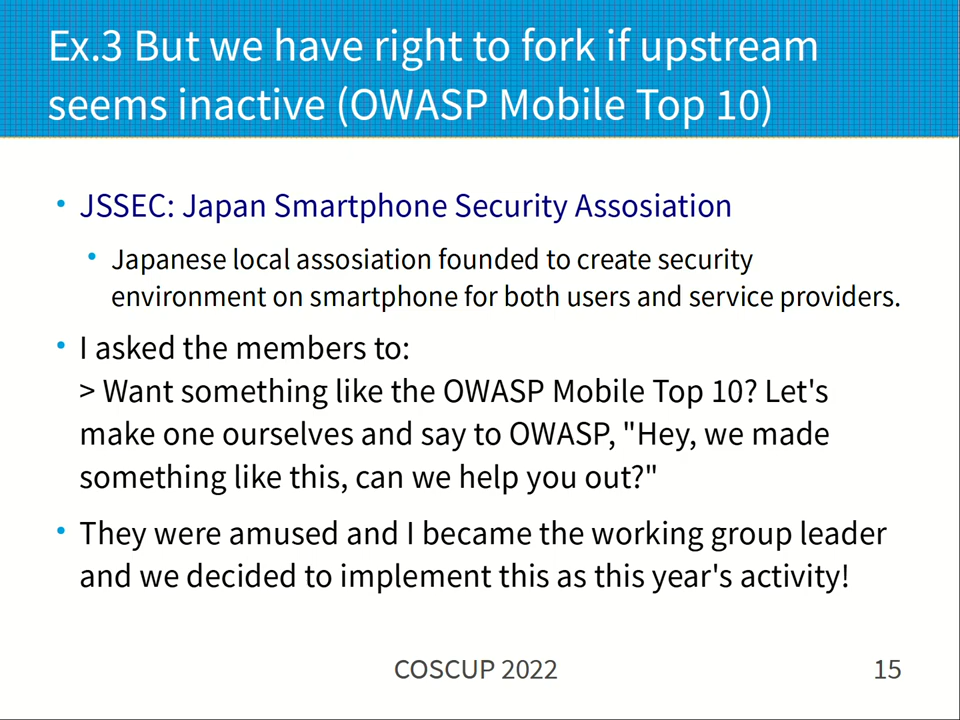 Ex.3 But we have right to fork if upstream
seems inactive (OWASP Mobile Top 10)
• JSSEC: Japan Smartphone Security Assosiation
• Japanese local assosiation founded to create security
environment on smartphone for both users and service providers.
• I asked the members to:
> Want something like the OWASP Mobile Top 10? Let's
make one ourselves and say to OWASP, "Hey, we made
something like this, can we help you out?"
• They were amused and I became the working group leader
and we decided to implement this as this year's activity!
COSCUP 2022
15